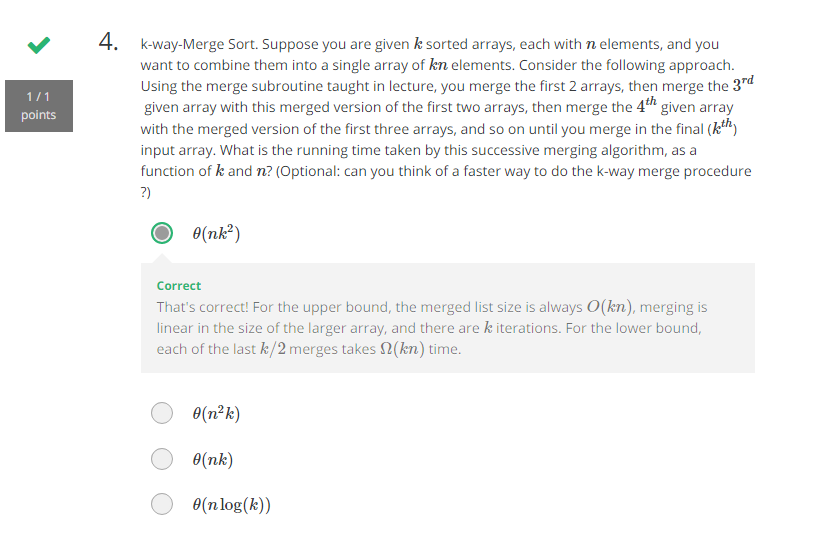 4.
k-way-Merge Sort. Suppose you are given k sorted arrays, each with n elements, and you
want to combine them into a single array of kn elements. Consider the following approach.
Using the merge subroutine taught in lecture, you merge the first 2 arrays, then merge the 3^rd
given array with this merged version of the first two arrays, then merge the 4^th given array
with the merged version of the first three arrays, and so on until you merge in the final (k^th)
input array. What is the running time taken by this successive merging algorithm, as a
function of k and n? (Optional: can you think of a faster way to do the k-way merge procedure
?)
1 / 1
points
θ(nk²)
Correct
That's correct! For the upper bound, the merged list size is always O(kn), merging is
linear in the size of the larger array, and there are k iterations. For the lower bound,
each of the last k/2 merges takes Ω(kn) time.
θ(n²k)
θ(nk)
θ(n log(k))